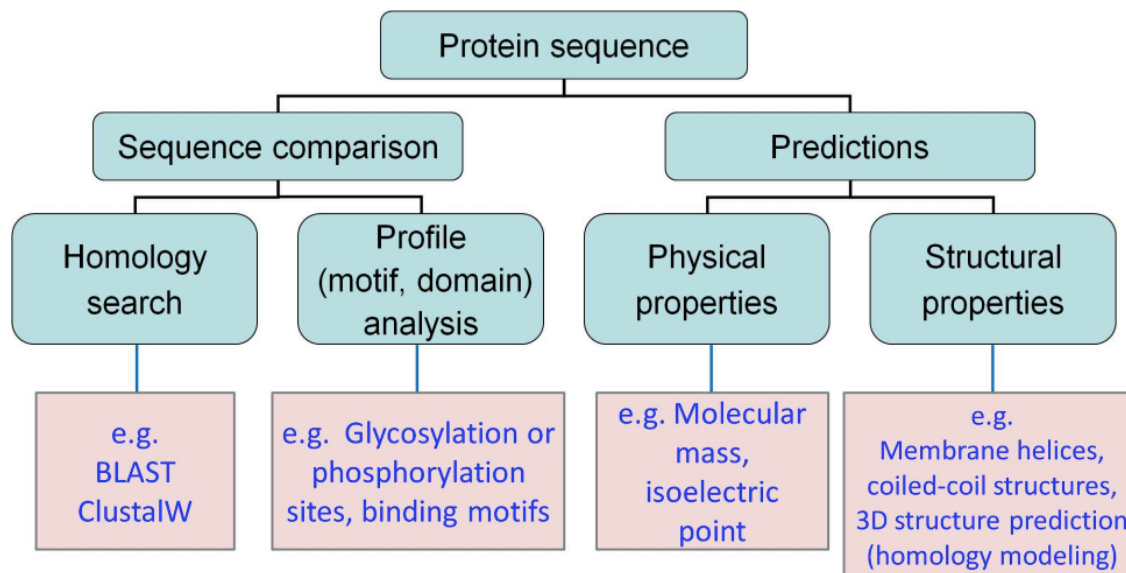 Protein sequence
Sequence comparison
Predictions
Homology
search
Profile
(motif, domain)
analysis
Physical
properties
Structural
properties
e.g.
BLAST
ClustalW
e.g. Glycosylation or
phosphorylation
sites, binding motifs
e.g. Molecular
mass,
isoelectric
point
e.g.
Membrane helices,
coiled-coil structures,
3D structure prediction
(homology modeling)